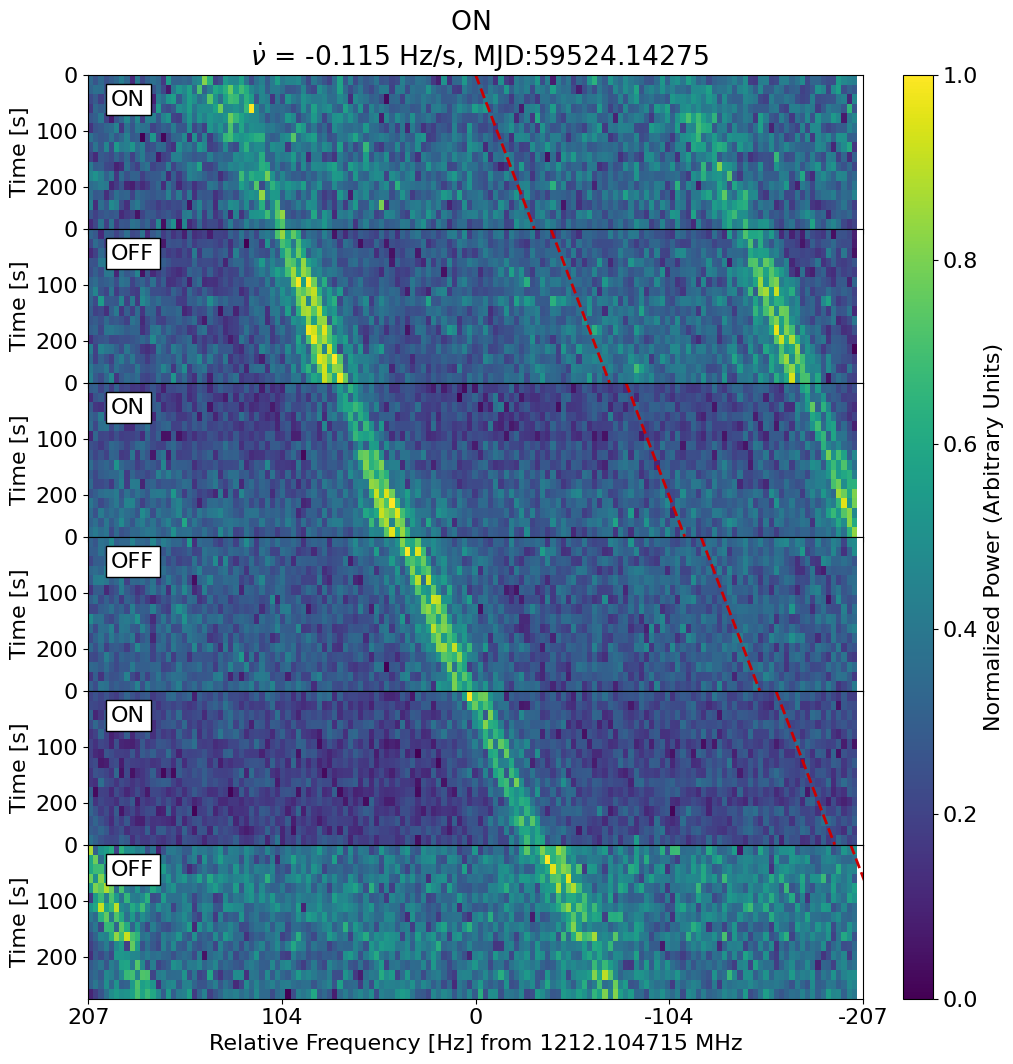 ON
ν̇ = -0.115 Hz/s, MJD:59524.14275
0
ON
100
200
Time [s]
0
OFF
100
200
Time [s]
0
ON
100
200
Time [s]
0
OFF
100
200
Time [s]
0
ON
100
200
Time [s]
0
OFF
100
200
Time [s]
207 104 0 -104 -207
Relative Frequency [Hz] from 1212.104715 MHz
1.0
0.8
0.6
0.4
0.2
0.0
Normalized Power (Arbitrary Units)